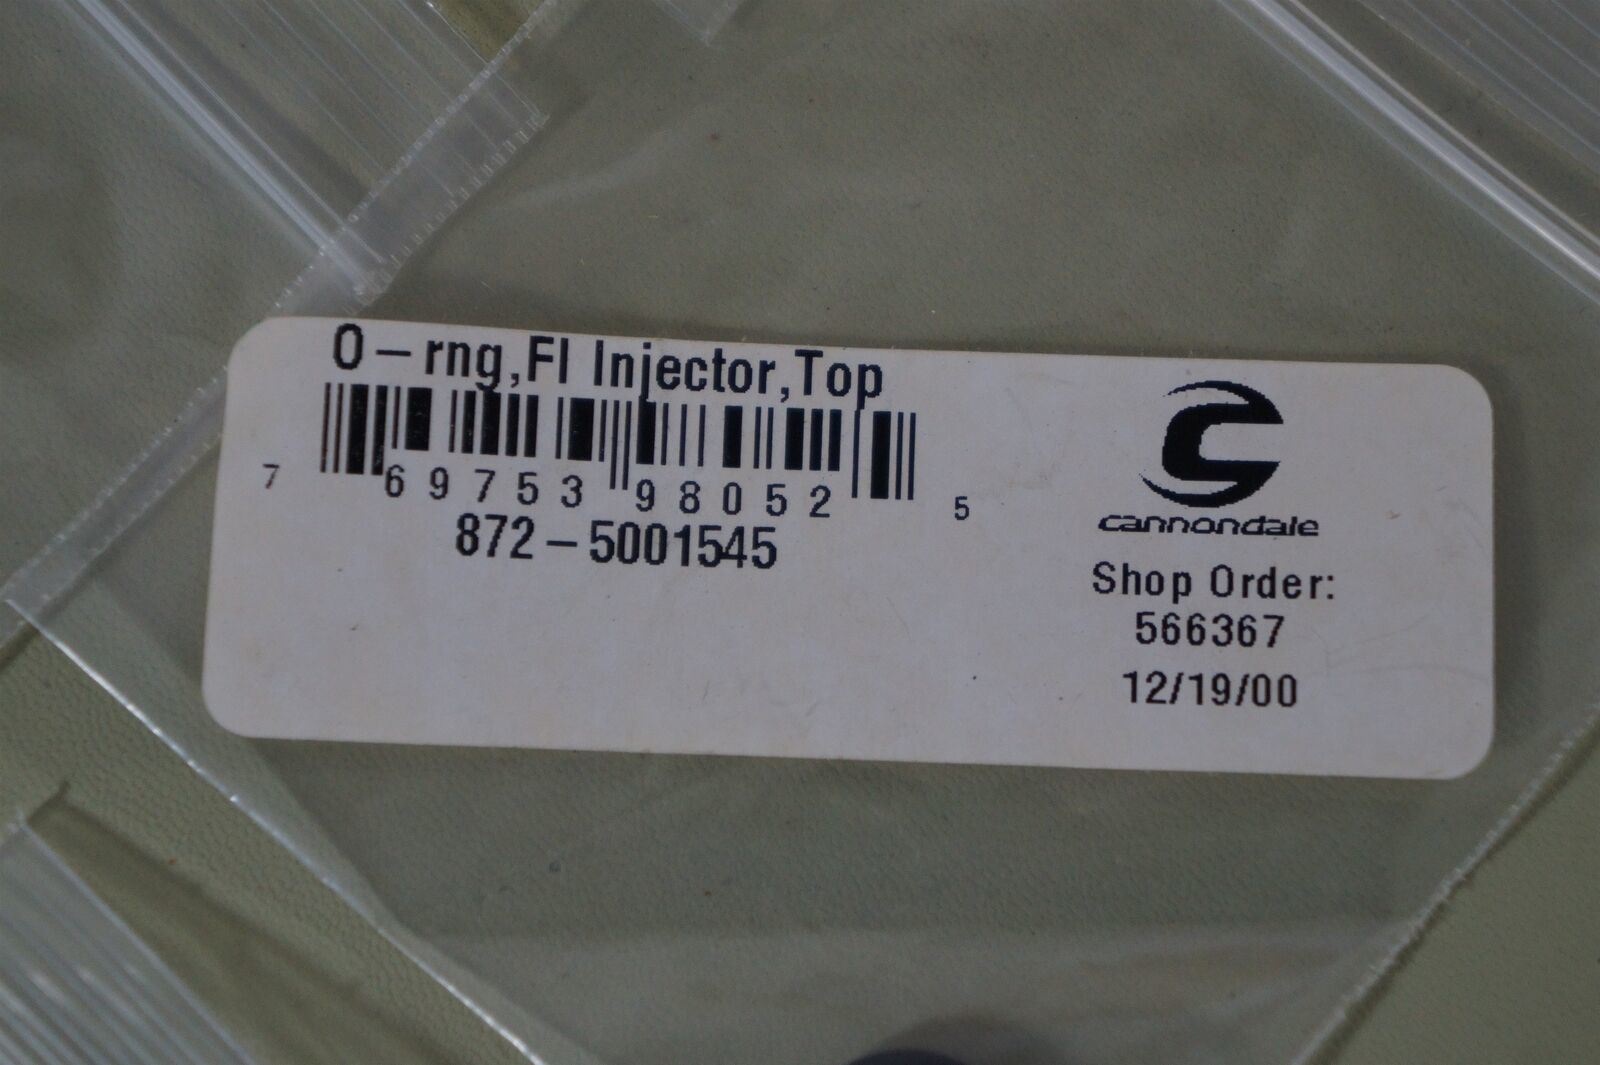 O-rng,FI Injector,Top
7 69753 98052 5
872-5001545
cannondale
Shop Order:
566367
12/19/00